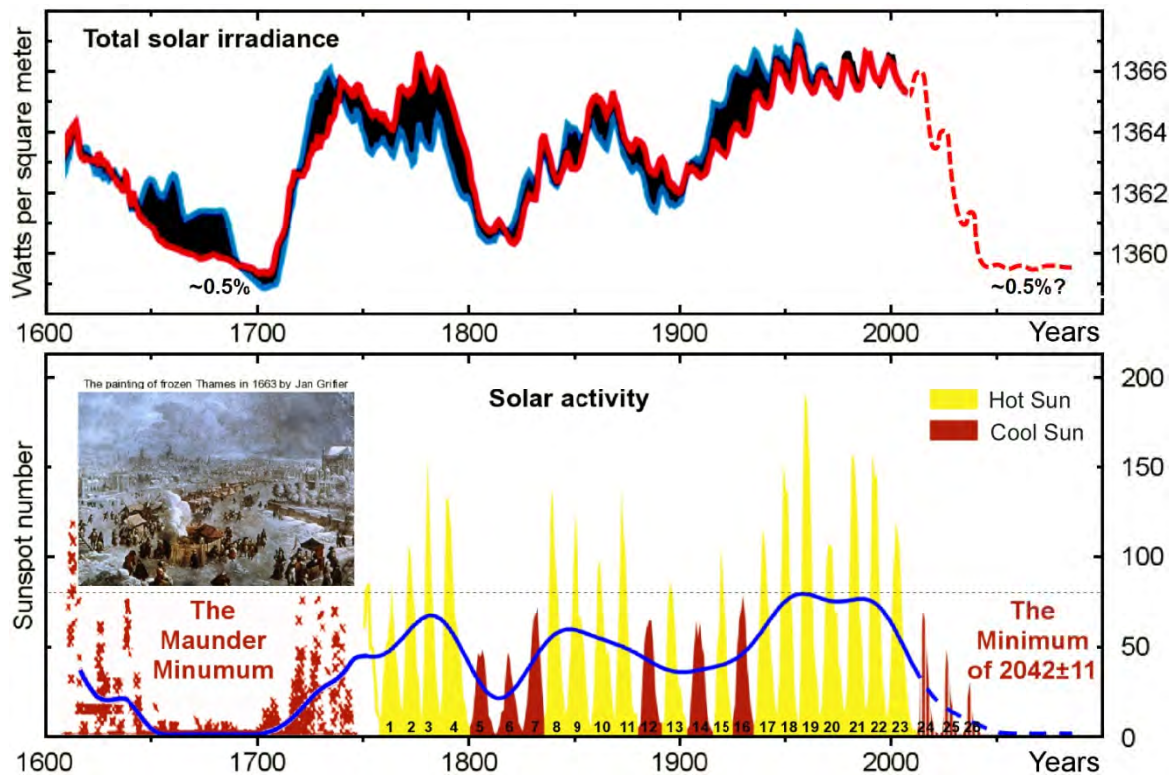 Total solar irradiance
Watts per square meter
1366
1364
1362
1360
~0.5%
~0.5%?
1600
1700
1800
1900
2000
Years
The painting of frozen Thames in 1663 by Jan Grifier
Solar activity
Hot Sun
Cool Sun
Sunspot number
200
150
100
50
0
The
Maunder
Minumum
The
Minimum
of 2042±11
1 2 3 4 5 6 7 8 9 10 11 12 13 14 15 16 17 18 19 20 21 22 23 24 25 26
1600
1700
1800
1900
2000
Years